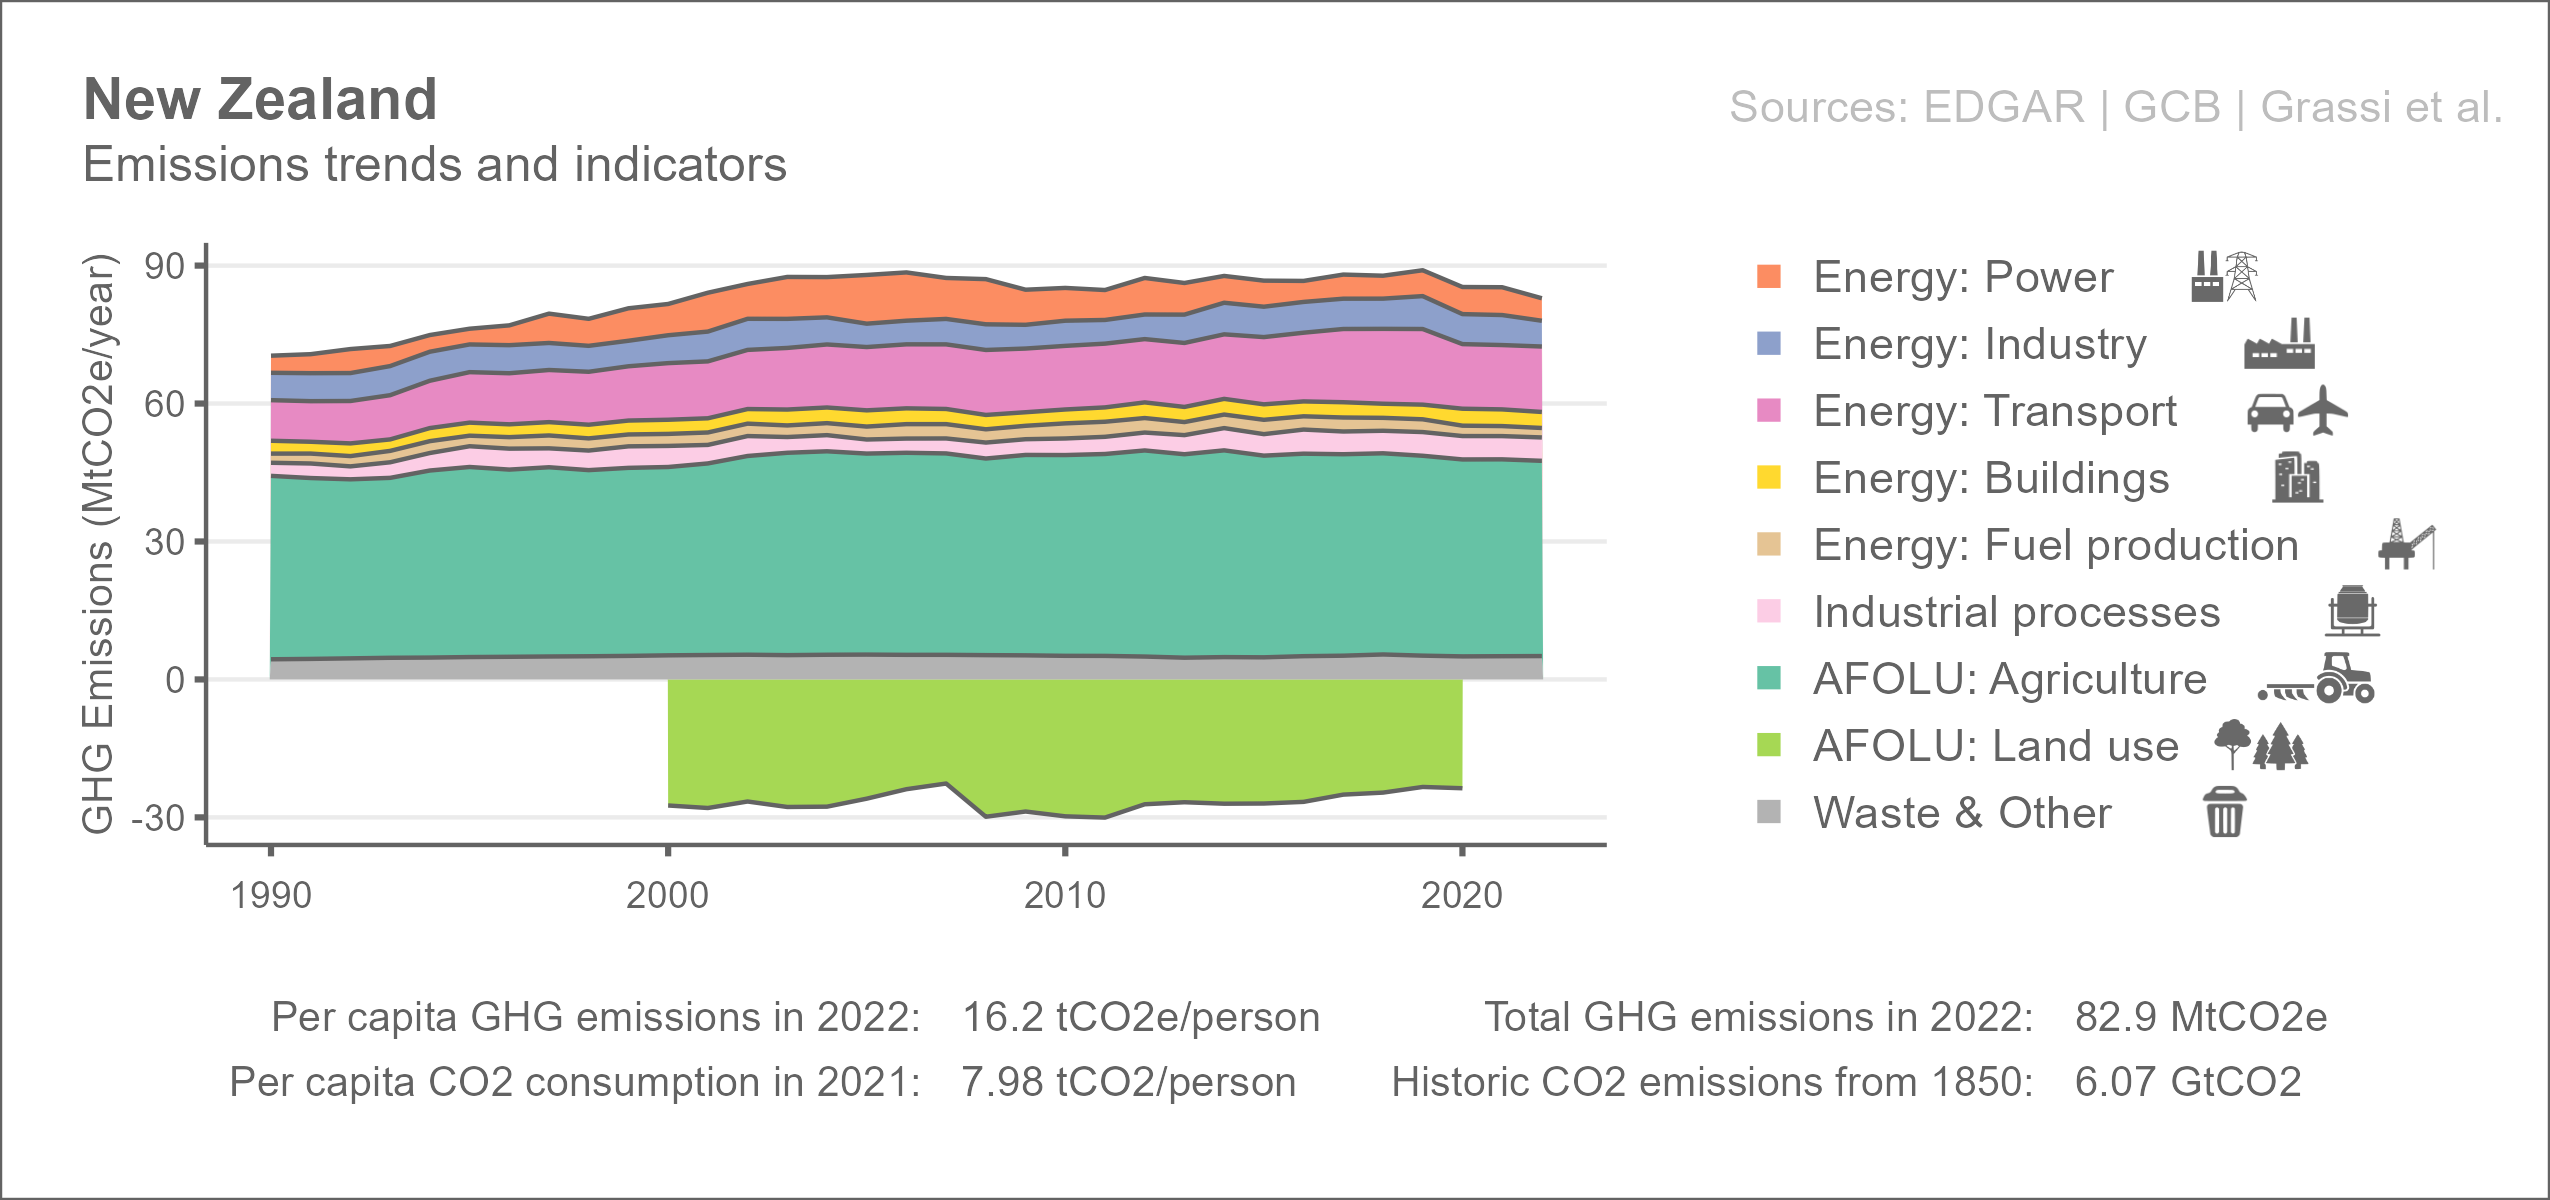 New Zealand
Sources: EDGAR | GCB | Grassi et al.
Emissions trends and indicators
GHG Emissions (MtCO2e/year)
90
60
30
0
-30
1990
2000
2010
2020
Energy: Power
Energy: Industry
Energy: Transport
Energy: Buildings
Energy: Fuel production
Industrial processes
AFOLU: Agriculture
AFOLU: Land use
Waste & Other
Per capita GHG emissions in 2022: 16.2 tCO2e/person
Total GHG emissions in 2022: 82.9 MtCO2e
Per capita CO2 consumption in 2021: 7.98 tCO2/person
Historic CO2 emissions from 1850: 6.07 GtCO2